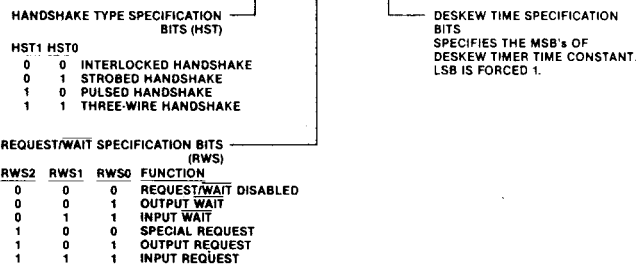 HANDSHAKE TYPE SPECIFICATION
BITS (HST)
HST1 HST0
0 0 INTERLOCKED HANDSHAKE
0 1 STROBED HANDSHAKE
1 0 PULSED HANDSHAKE
1 1 THREE-WIRE HANDSHAKE
DESKEW TIME SPECIFICATION
BITS
SPECIFIES THE MSB's OF
DESKEW TIMER TIME CONSTANT.
LSB IS FORCED 1.
REQUEST/WAIT SPECIFICATION BITS
(RWS)
RWS2 RWS1 RWS0 FUNCTION
0 0 0 REQUEST/WAIT DISABLED
0 0 1 OUTPUT WAIT
0 1 1 INPUT WAIT
1 0 0 SPECIAL REQUEST
1 0 1 OUTPUT REQUEST
1 1 1 INPUT REQUEST